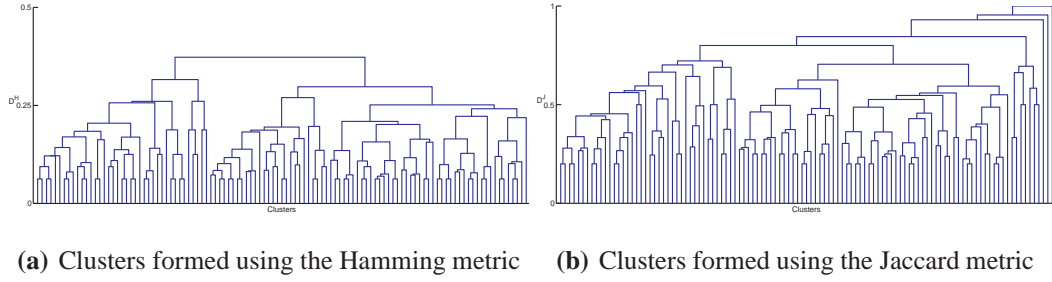 0.5
D^H
0.25
0
Clusters
1
D^J
0.5
0
Clusters
(a) Clusters formed using the Hamming metric
(b) Clusters formed using the Jaccard metric